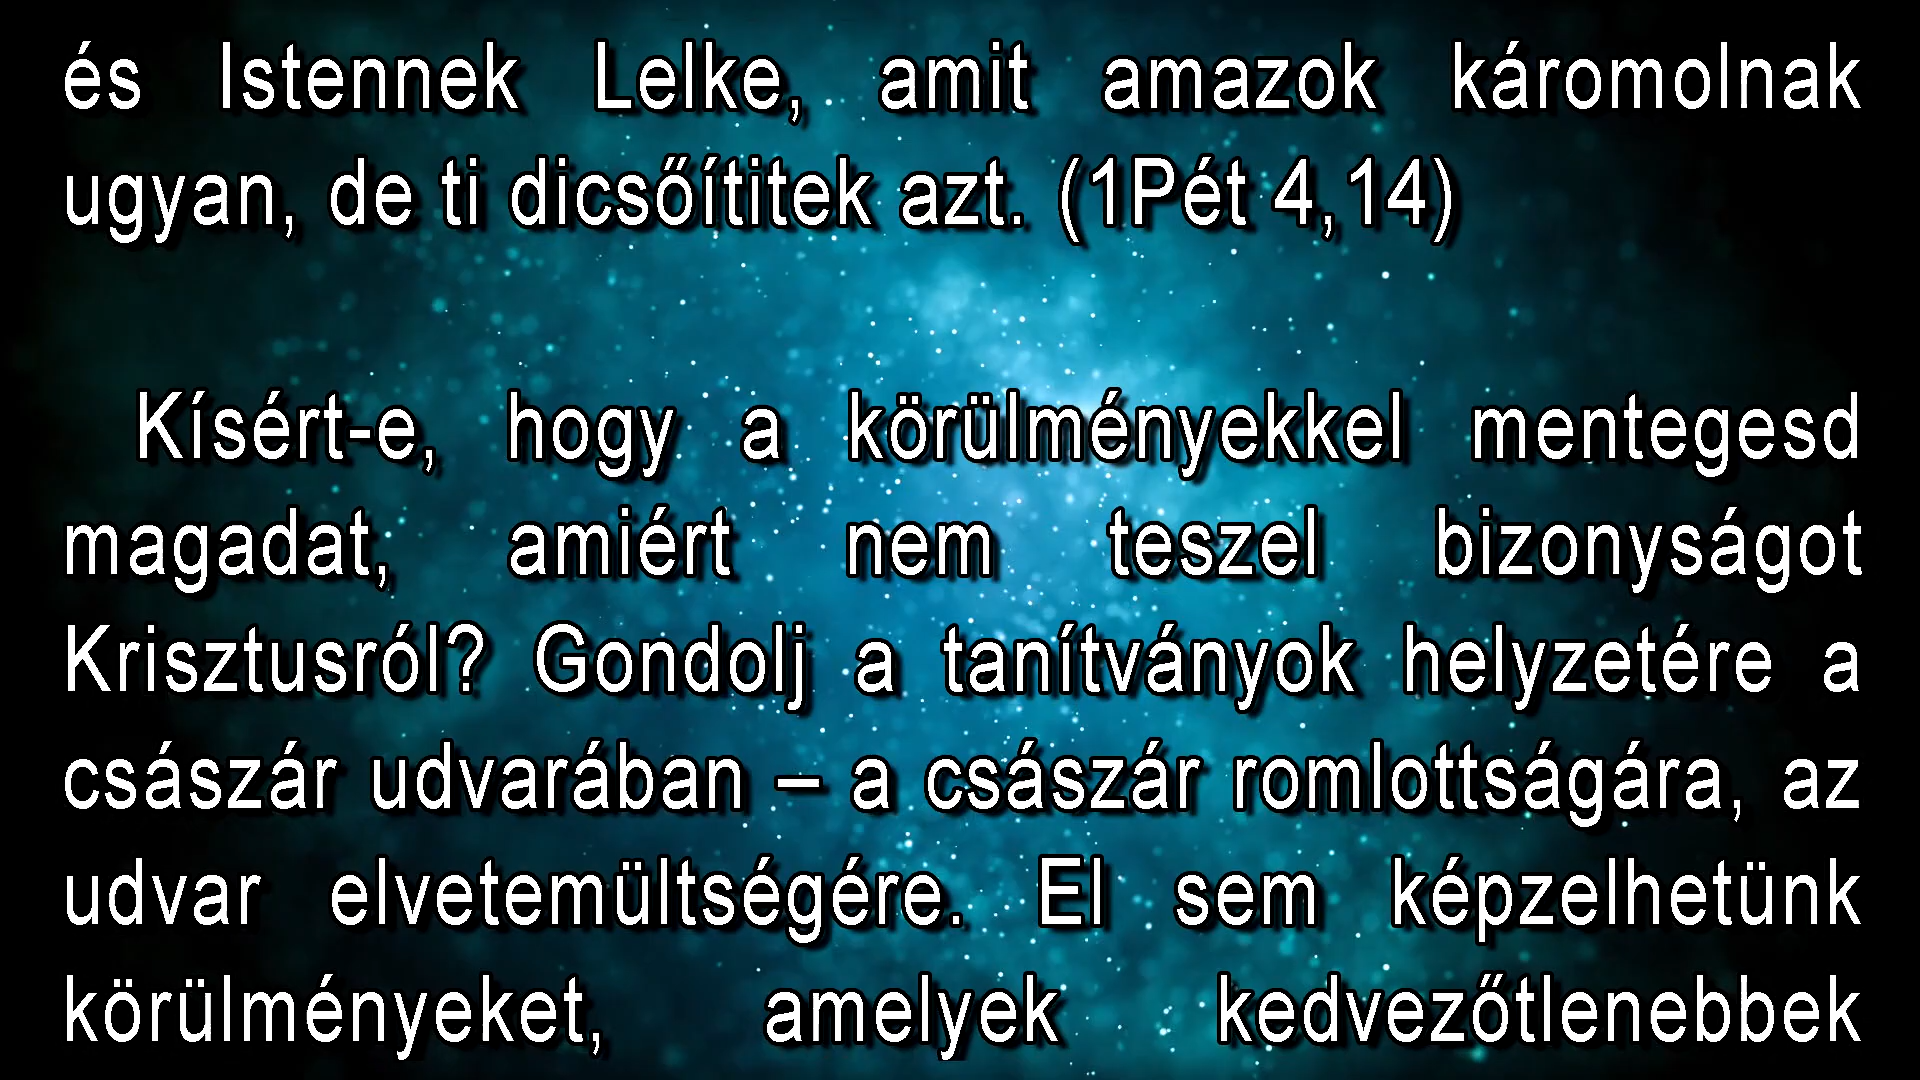 és Istennek Lelke, amit amazok káromolnak
ugyan, de ti dicsőítitek azt. (1Pét 4,14)
Kísért-e, hogy a körülményekkel mentegesd
magadat, amiért nem teszel bizonyságot
Krisztusról? Gondolj a tanítványok helyzetére a
császár udvarában – a császár romlottságára, az
udvar elvetemültségére. El sem képzelhetünk
körülményeket, amelyek kedvezőtlenebbek